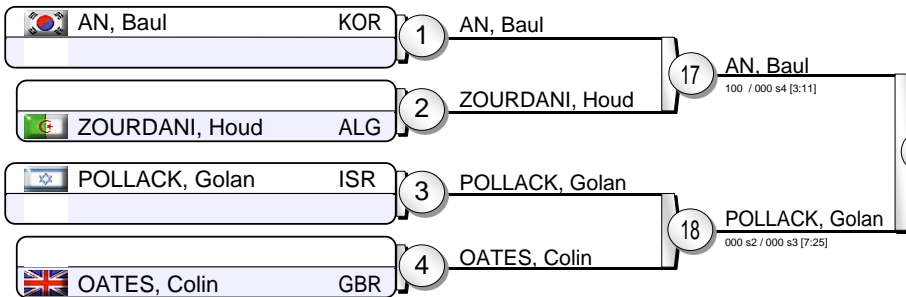 AN, Baul KOR
1
AN, Baul
ZOURDANI, Houd ALG
2
ZOURDANI, Houd
17
AN, Baul
100 / 000 s4 [3:11]
POLLACK, Golan ISR
3
POLLACK, Golan
OATES, Colin GBR
4
OATES, Colin
18
POLLACK, Golan
000 s2 / 000 s3 [7:25]